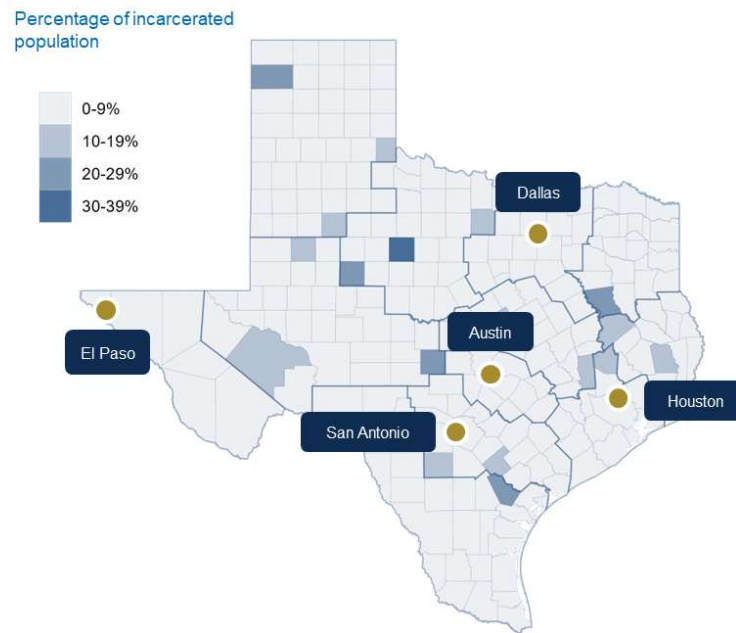 Percentage of incarcerated
population
0-9%
10-19%
20-29%
30-39%
Dallas
Austin
El Paso
Houston
San Antonio